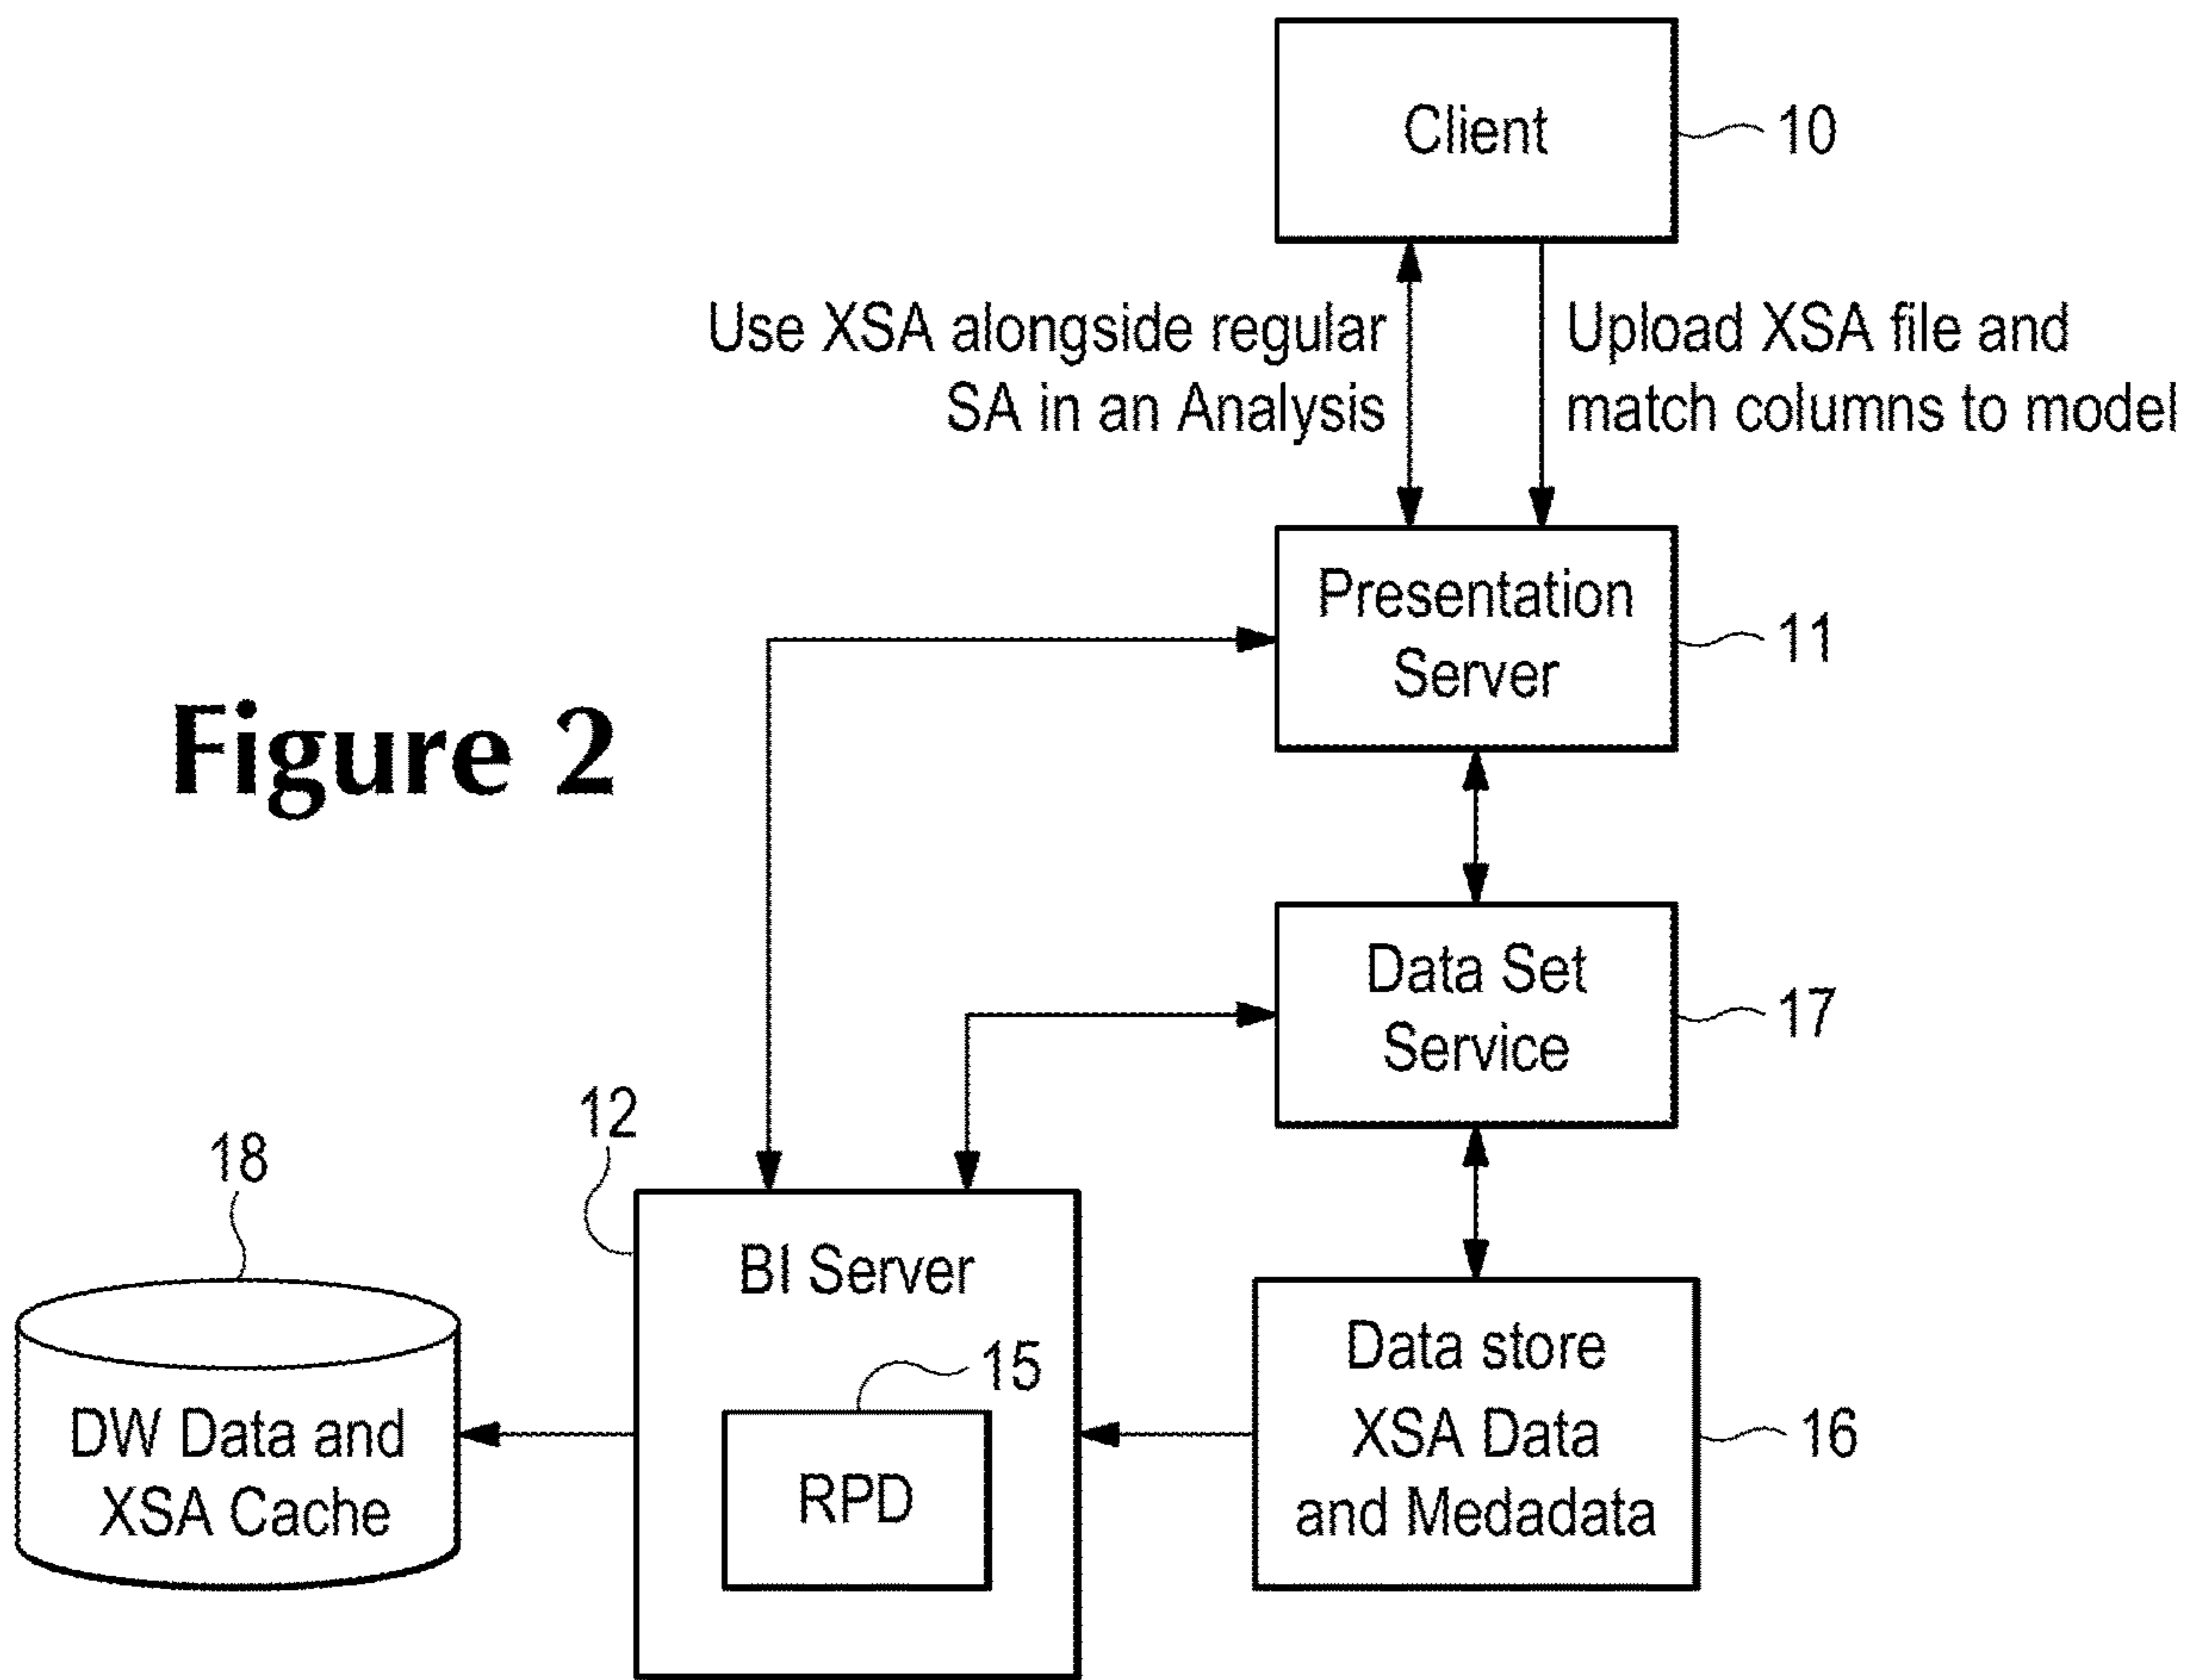 Client
10
Use XSA alongside regular
SA in an Analysis
Upload XSA file and
match columns to model
Presentation
Server
11
Figure 2
Data Set
Service
17
12
18
BI Server
15
RPD
DW Data and
XSA Cache
Data store
XSA Data
and Medadata
16